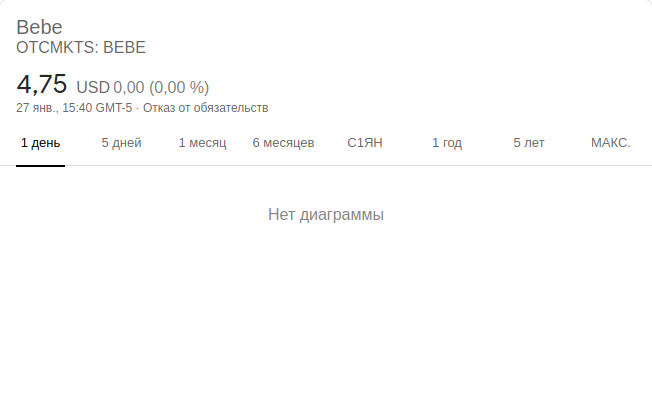 Bebe
OTCMKTS: BEBE
4,75 USD 0,00 (0,00 %)
27 янв., 15:40 GMT-5 · Отказ от обязательств
1 день 5 дней 1 месяц 6 месяцев С1ЯН 1 год 5 лет МАКС.
Нет диаграммы